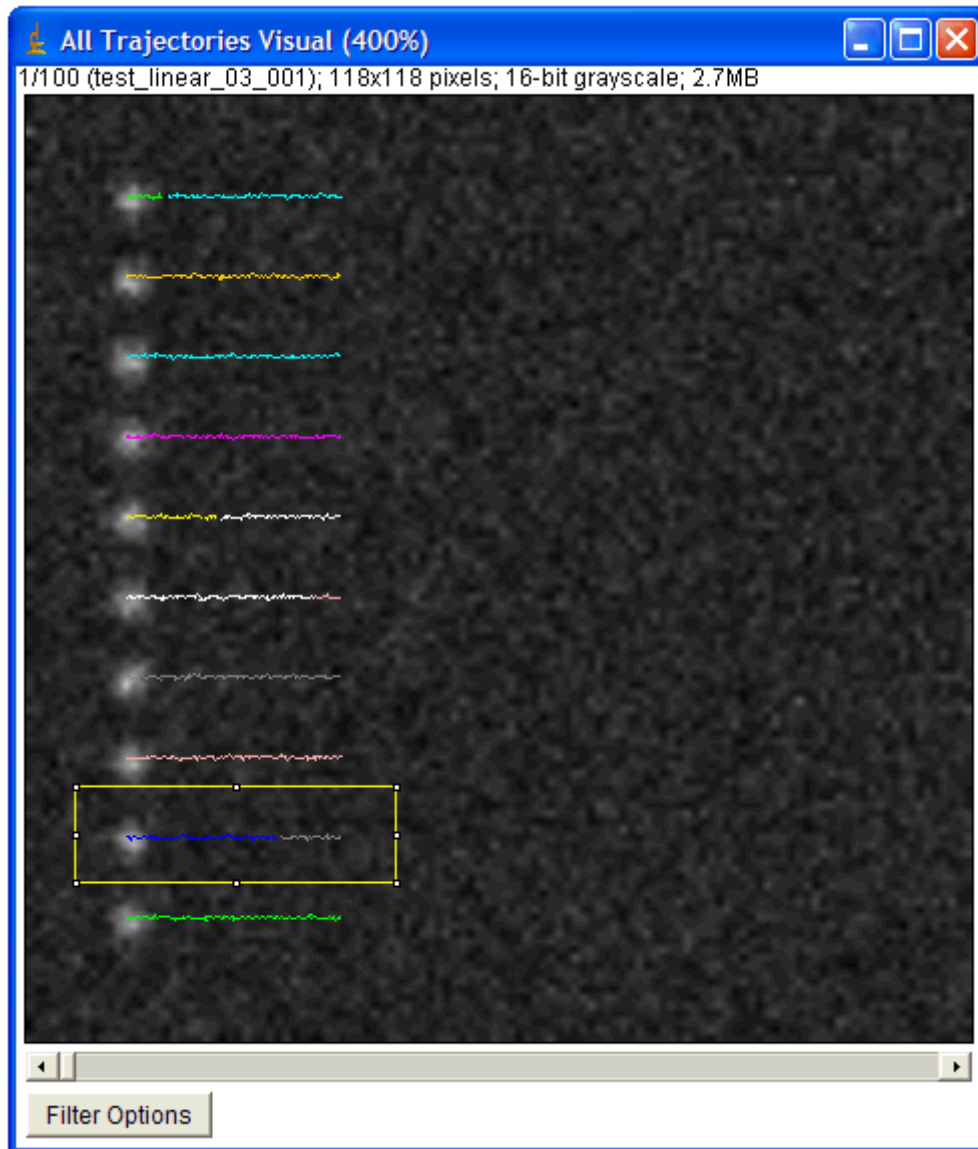 All Trajectories Visual (400%)
1/100 (test_linear_03_001); 118x118 pixels; 16-bit grayscale; 2.7MB
Filter Options